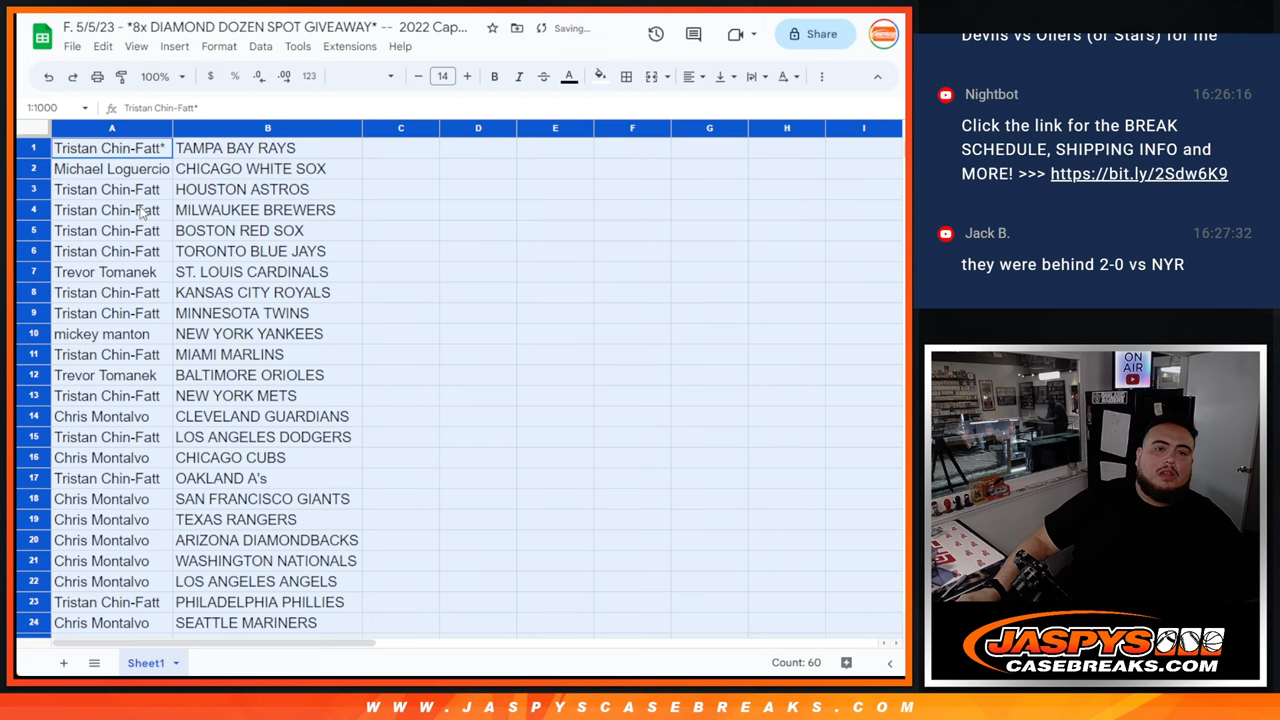 F. 5/5/23 - *8x DIAMOND DOZEN SPOT GIVEAWAY* -- 2022 Cap...
Saving...
Share
File Edit View Insert Format Data Tools Extensions Help
100% $ % .0 .00 123 14 B I A
1:1000 fx Tristan Chin-Fatt*
A B C D E F G H I
1 Tristan Chin-Fatt* TAMPA BAY RAYS
2 Michael Loguercio CHICAGO WHITE SOX
3 Tristan Chin-Fatt HOUSTON ASTROS
4 Tristan Chin-Fatt MILWAUKEE BREWERS
5 Tristan Chin-Fatt BOSTON RED SOX
6 Tristan Chin-Fatt TORONTO BLUE JAYS
7 Trevor Tomanek ST. LOUIS CARDINALS
8 Tristan Chin-Fatt KANSAS CITY ROYALS
9 Tristan Chin-Fatt MINNESOTA TWINS
10 mickey manton NEW YORK YANKEES
11 Tristan Chin-Fatt MIAMI MARLINS
12 Trevor Tomanek BALTIMORE ORIOLES
13 Tristan Chin-Fatt NEW YORK METS
14 Chris Montalvo CLEVELAND GUARDIANS
15 Tristan Chin-Fatt LOS ANGELES DODGERS
16 Chris Montalvo CHICAGO CUBS
17 Tristan Chin-Fatt OAKLAND A's
18 Chris Montalvo SAN FRANCISCO GIANTS
19 Chris Montalvo TEXAS RANGERS
20 Chris Montalvo ARIZONA DIAMONDBACKS
21 Chris Montalvo WASHINGTON NATIONALS
22 Chris Montalvo LOS ANGELES ANGELS
23 Tristan Chin-Fatt PHILADELPHIA PHILLIES
24 Chris Montalvo SEATTLE MARINERS
Sheet1
Count: 60
Devils vs Oilers (or Stars) for me
Nightbot 16:26:16
Click the link for the BREAK
SCHEDULE, SHIPPING INFO and
MORE! >>> https://bit.ly/2Sdw6K9
Jack B. 16:27:32
they were behind 2-0 vs NYR
ON
AIR
JASPYS
CASEBREAKS.COM
WWW.JASPYSCASEBREAKS.COM